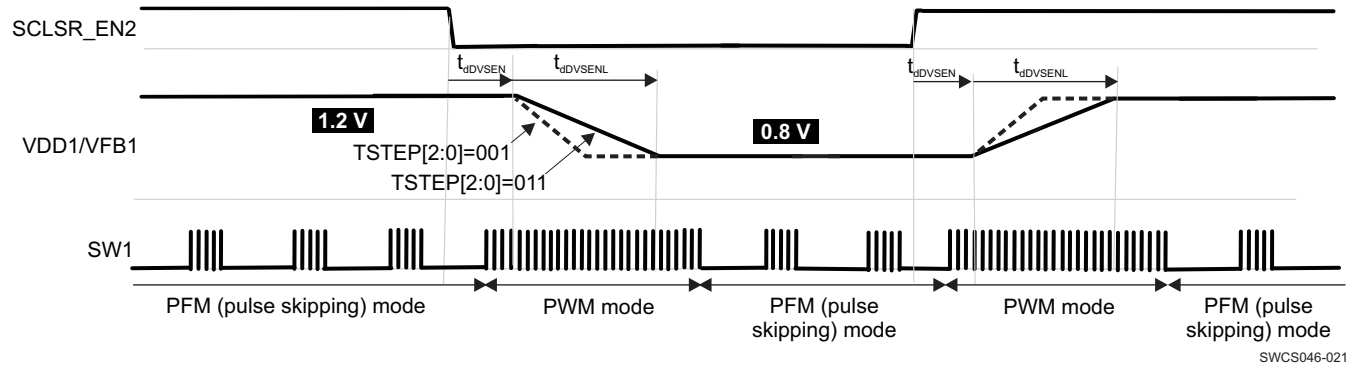 SCLSR_EN2
tdDVSEN
tdDVSENL
tdDVSEN
tdDVSENL
1.2 V
0.8 V
VDD1/VFB1
TSTEP[2:0]=001
TSTEP[2:0]=011
SW1
PFM (pulse skipping) mode
PWM mode
PFM (pulse
skipping) mode
PWM mode
PFM (pulse
skipping) mode
SWCS046-021